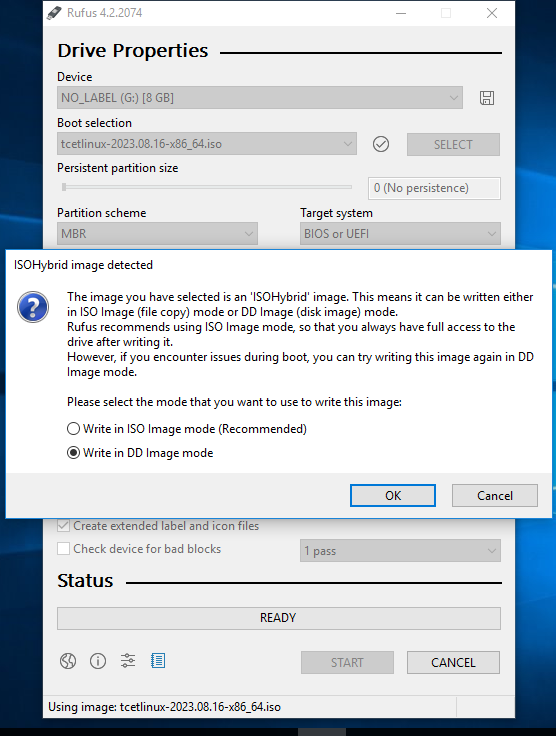 Rufus 4.2.2074
Drive Properties
Device
NO_LABEL (G:) [8 GB]
Boot selection
tcetlinux-2023.08.16-x86_64.iso
SELECT
Persistent partition size
0 (No persistence)
Partition scheme
Target system
MBR
BIOS or UEFI
ISOHybrid image detected
The image you have selected is an 'ISOHybrid' image. This means it can be written either
in ISO Image (file copy) mode or DD Image (disk image) mode.
Rufus recommends using ISO Image mode, so that you always have full access to the
drive after writing it.
However, if you encounter issues during boot, you can try writing this image again in DD
Image mode.
Please select the mode that you want to use to write this image:
Write in ISO Image mode (Recommended)
Write in DD Image mode
OK
Cancel
Create extended label and icon files
Check device for bad blocks
1 pass
Status
READY
START
CANCEL
Using image: tcetlinux-2023.08.16-x86_64.iso